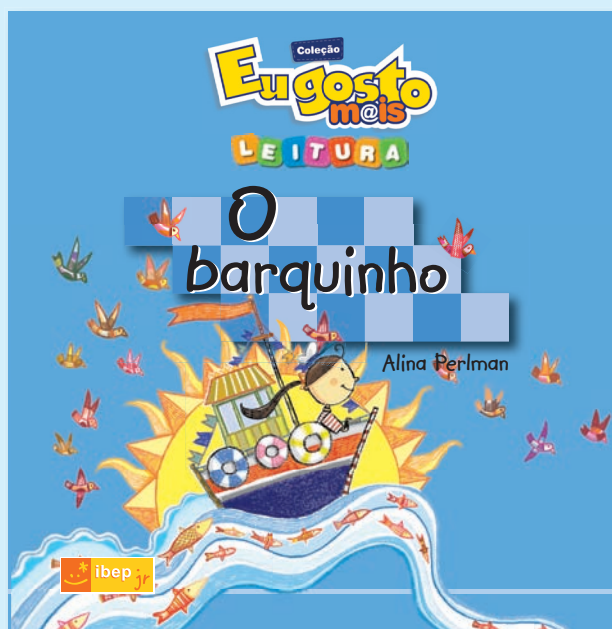 Coleção
Eu gosto
m@is
LEITURA
O
barquinho
Alina Perlman
ibep jr